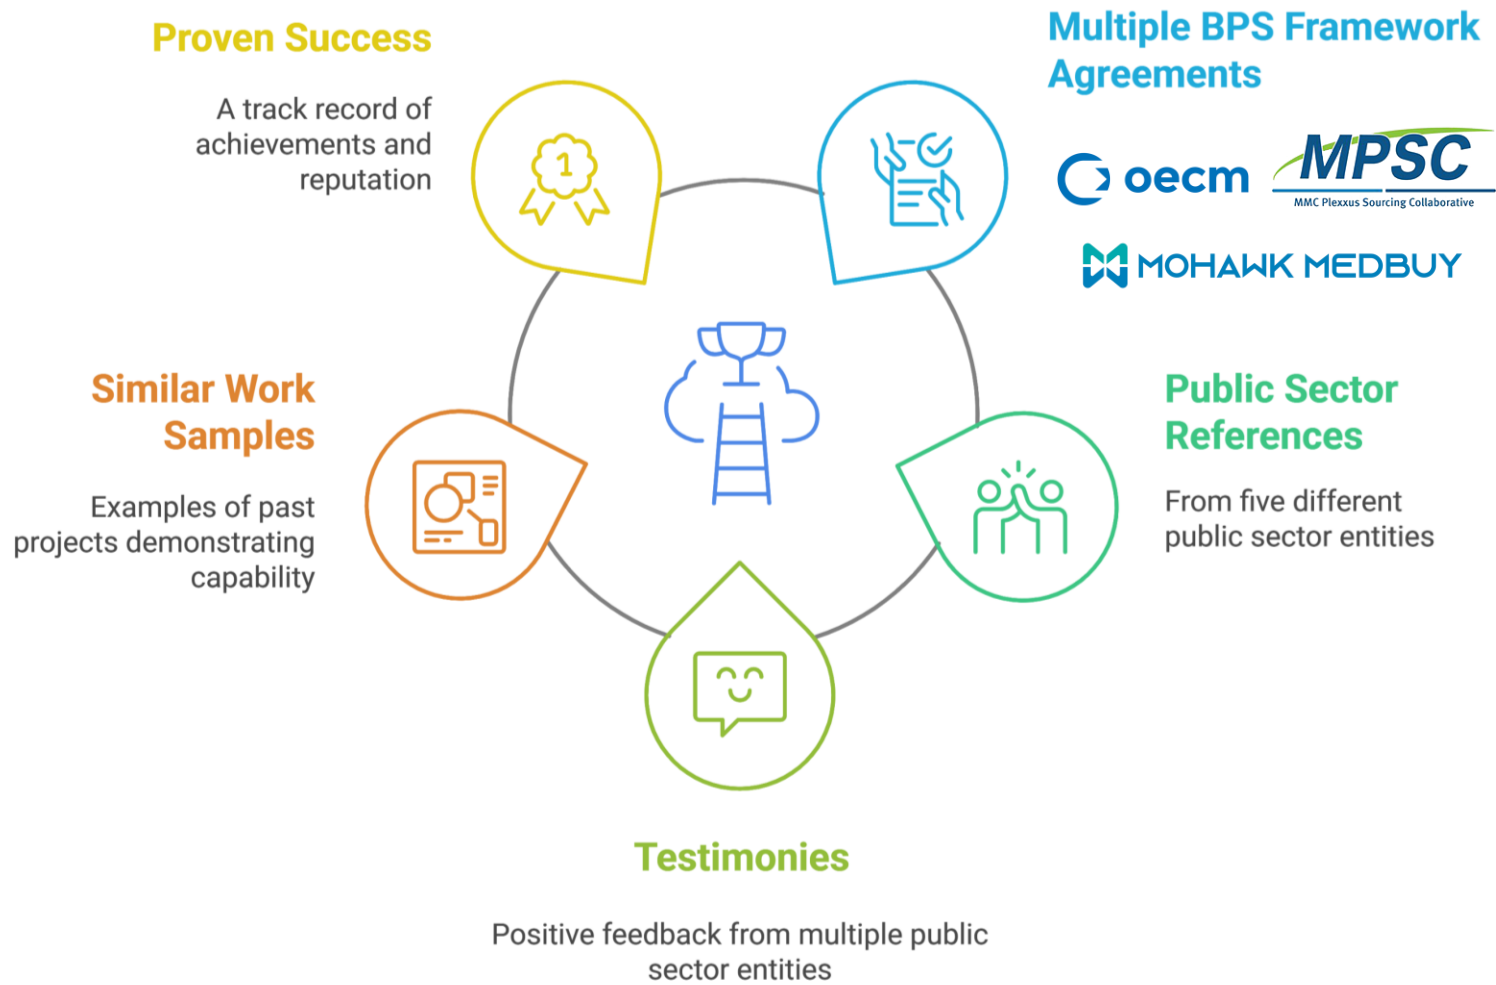 Proven Success
A track record of
achievements and
reputation
1
Multiple BPS Framework
Agreements
oecm
MPSC
MMC Plexxus Sourcing Collaborative
MOHAWK MEDBUY
Similar Work
Samples
Examples of past
projects demonstrating
capability
Public Sector
References
From five different
public sector entities
Testimonies
Positive feedback from multiple public
sector entities